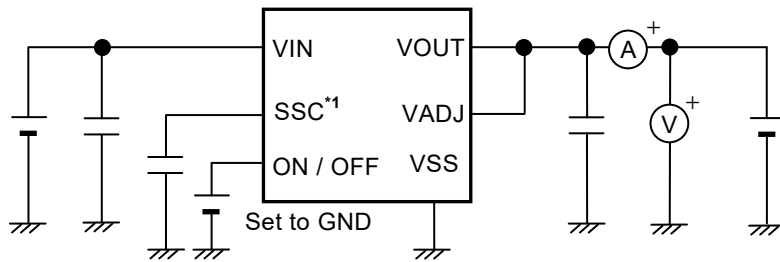 VIN VOUT A +
SSC*1 VADJ V +
ON / OFF VSS
Set to GND